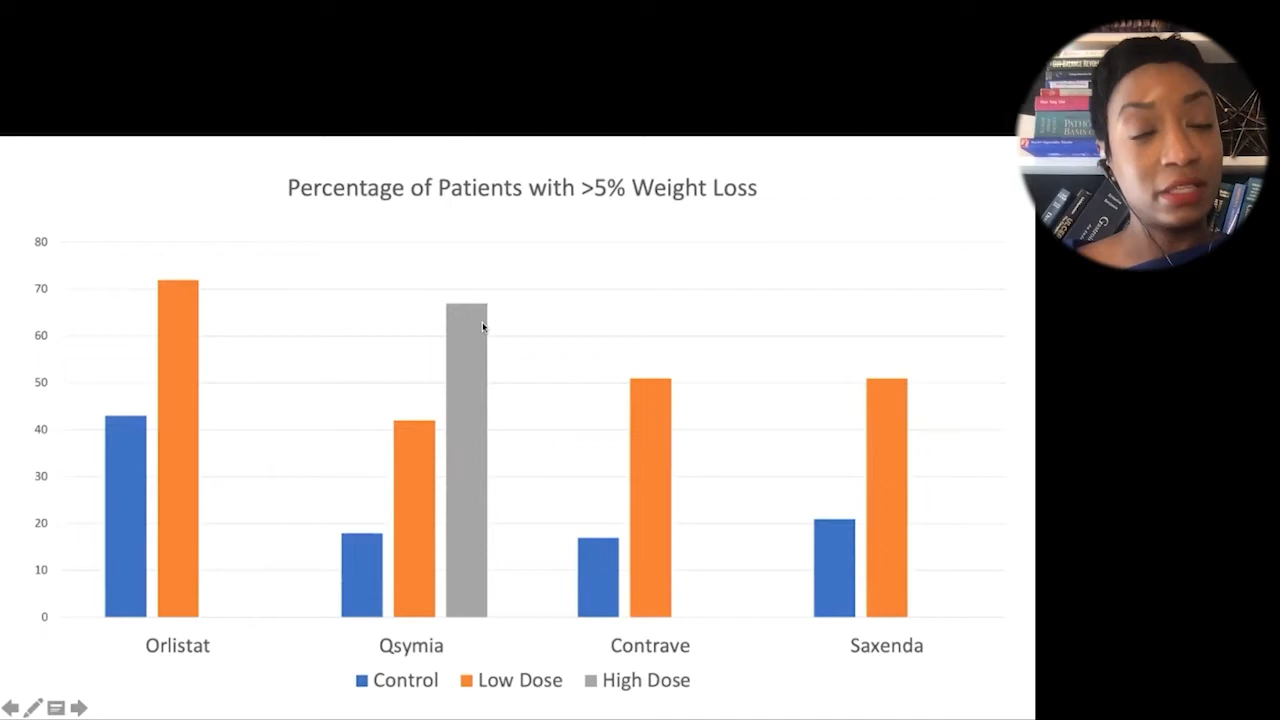 Percentage of Patients with >5% Weight Loss
80
70
60
50
40
30
20
10
0
Orlistat
Qsymia
Contrave
Saxenda
Control
Low Dose
High Dose